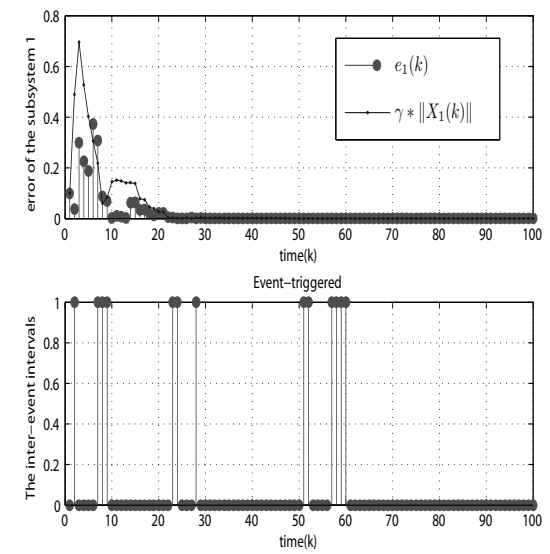 0.8
0.6
0.4
0.2
0
error of the subsystem 1
e₁(k)
γ * ‖X₁(k)‖
0 10 20 30 40 50 60 70 80 90 100
time(k)
Event−triggered
1
0.8
0.6
0.4
0.2
0
The inter−event intervals
0 10 20 30 40 50 60 70 80 90 100
time(k)